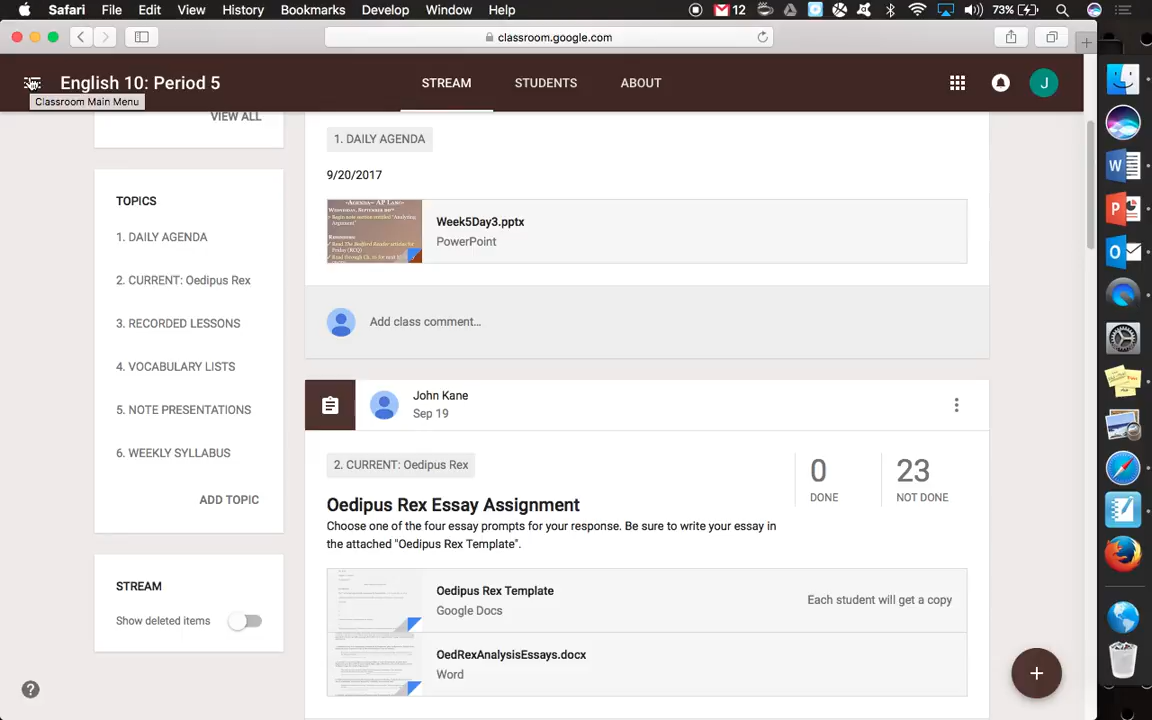 Safari File Edit View History Bookmarks Develop Window Help 12 73%
classroom.google.com
English 10: Period 5 STREAM STUDENTS ABOUT J
Classroom Main Menu
VIEW ALL
TOPICS
1. DAILY AGENDA
2. CURRENT: Oedipus Rex
3. RECORDED LESSONS
4. VOCABULARY LISTS
5. NOTE PRESENTATIONS
6. WEEKLY SYLLABUS
ADD TOPIC
STREAM
Show deleted items
1. DAILY AGENDA
9/20/2017
Week5Day3.pptx
PowerPoint
Add class comment...
John Kane
Sep 19
2. CURRENT: Oedipus Rex
0
DONE
23
NOT DONE
Oedipus Rex Essay Assignment
Choose one of the four essay prompts for your response. Be sure to write your essay in
the attached "Oedipus Rex Template".
Oedipus Rex Template
Google Docs
Each student will get a copy
OedRexAnalysisEssays.docx
Word